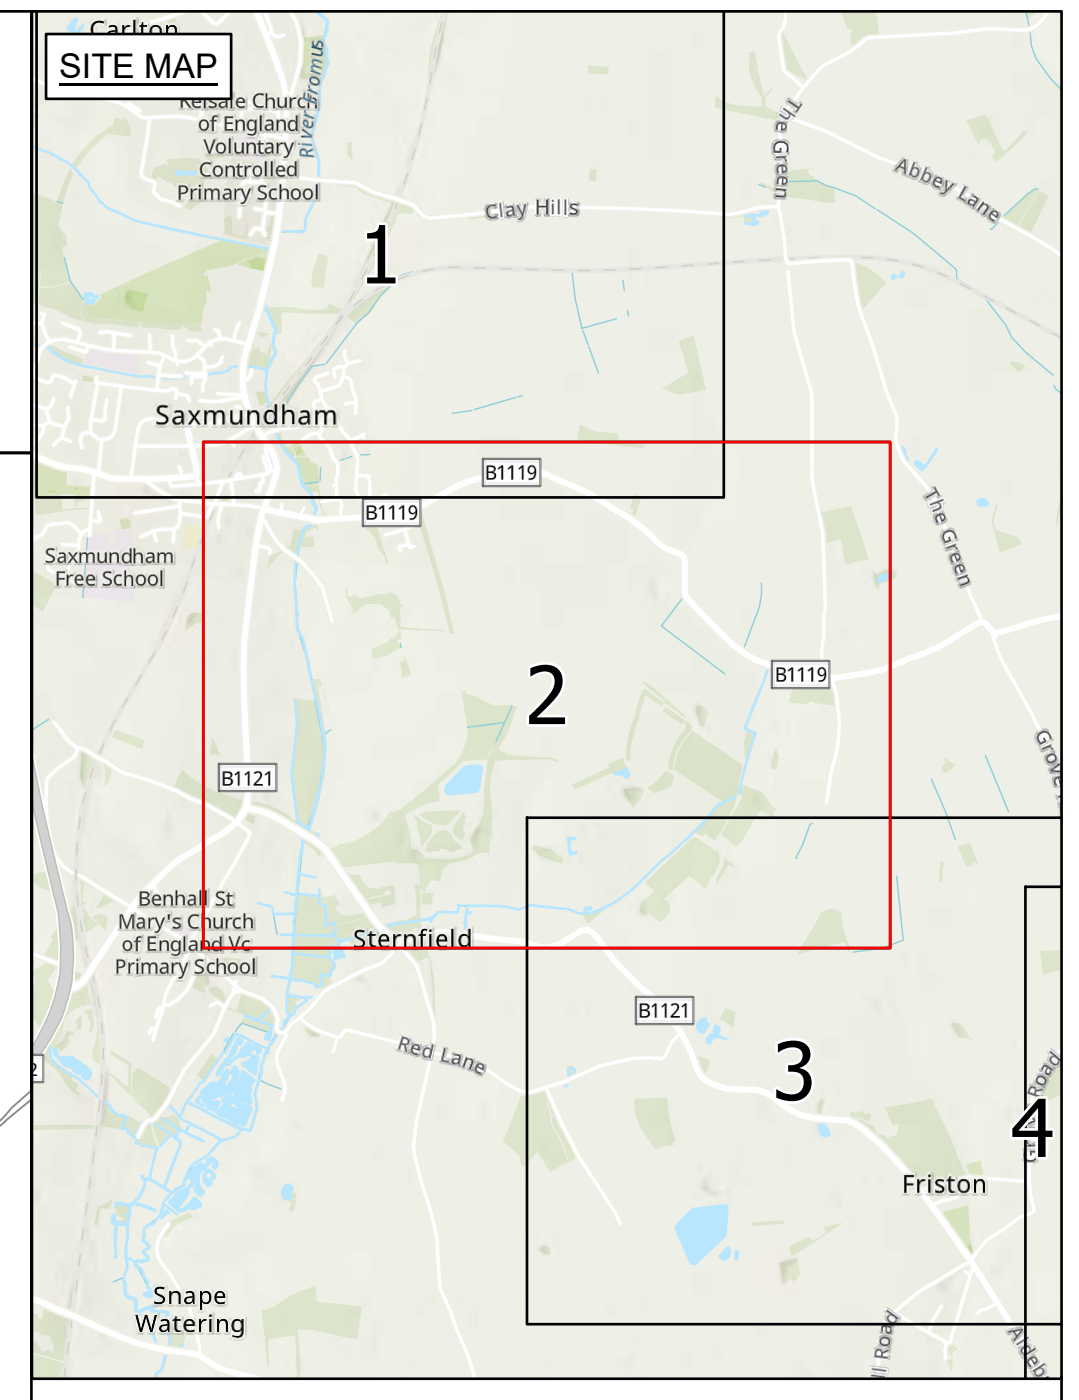 Carlton
SITE MAP
Kelsale Church
of England
Voluntary
Controlled
Primary School
River Fromus
The Green
Abbey Lane
Clay Hills
1
Saxmundham
B1119
B1119
Saxmundham
Free School
The Green
2
B1119
B1121
Benhall St
Mary's Church
of England Vc
Primary School
Sternfield
B1121
Red Lane
3
4
Road
Friston
Snape
Watering
ll Road
Aldeb